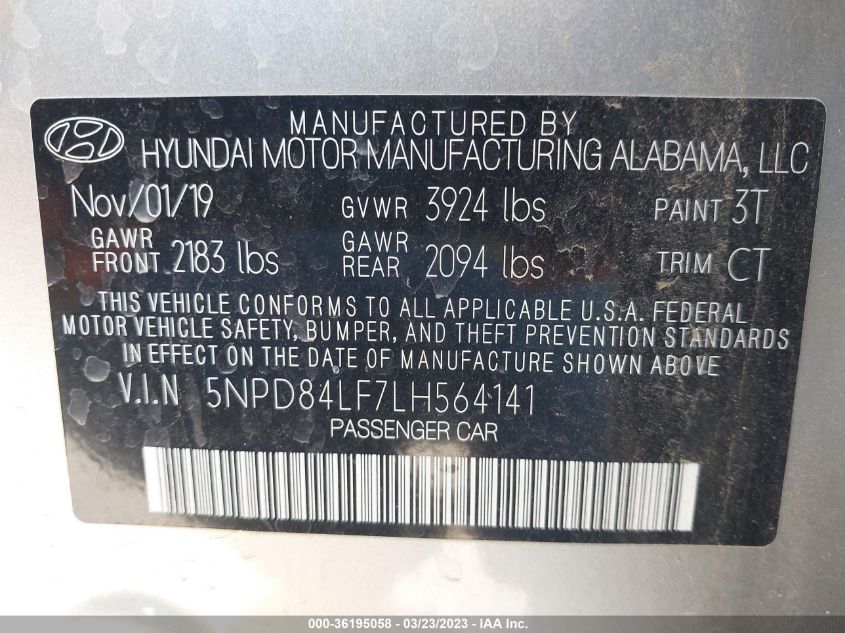 MANUFACTURED BY
HYUNDAI MOTOR MANUFACTURING ALABAMA, LLC
Nov/01/19 GVWR 3924 lbs PAINT 3T
GAWR FRONT 2183 lbs GAWR REAR 2094 lbs TRIM CT
THIS VEHICLE CONFORMS TO ALL APPLICABLE U.S.A. FEDERAL
MOTOR VEHICLE SAFETY, BUMPER, AND THEFT PREVENTION STANDARDS
IN EFFECT ON THE DATE OF MANUFACTURE SHOWN ABOVE.
V.I.N 5NPD84LF7LH564141
PASSENGER CAR
000-36195058 - 03/23/2023 - IAA Inc.